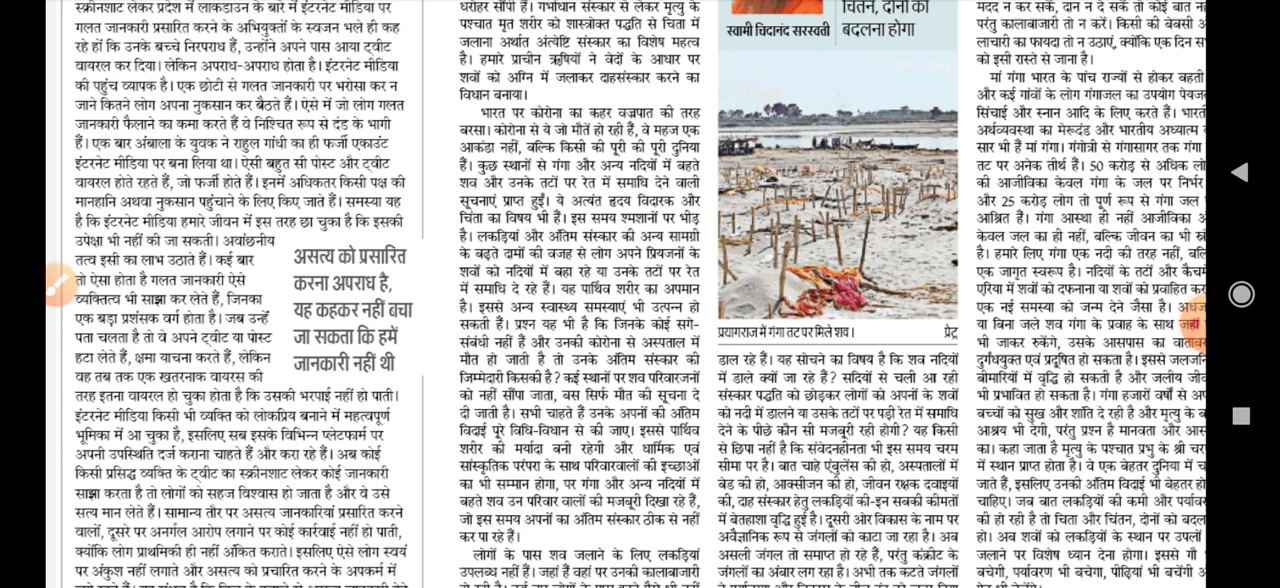 स्क्रीनशाट लेकर प्रदेश में लाकडाउन के बारे में इंटरनेट मीडिया पर
गलत जानकारी प्रसारित करने के अभियुक्तों के स्वजन भले ही कह
रहे हों कि उनके बच्चे निरपराध हैं, उन्होंने अपने पास आया ट्वीट
वायरल कर दिया। लेकिन अपराध-अपराध होता है। इंटरनेट मीडिया
की पहुंच व्यापक है। एक छोटी से गलत जानकारी पर भरोसा कर न
जाने कितने लोग अपना नुकसान कर बैठते हैं। ऐसे में जो लोग गलत
जानकारी फैलाने का कमा करते हैं वे निश्चित रूप से दंड के भागी
हैं। एक बार अंबाला के युवक ने राहुल गांधी का ही फर्जी एकाउंट
इंटरनेट मीडिया पर बना लिया था। ऐसी बहुत सी पोस्ट और ट्वीट
वायरल होते रहते हैं, जो फर्जी होते हैं। इनमें अधिकतर किसी पक्ष की
मानहानि अथवा नुकसान पहुंचाने के लिए किए जाते हैं। समस्या यह
है कि इंटरनेट मीडिया हमारे जीवन में इस तरह छा चुका है कि इसकी
उपेक्षा भी नहीं की जा सकती। अवांछनीय
तत्व इसी का लाभ उठाते हैं। कई बार
तो ऐसा होता है गलत जानकारी ऐसे
व्यक्तित्व भी साझा कर लेते हैं, जिनका
एक बड़ा प्रशंसक वर्ग होता है। जब उन्हें
पता चलता है तो वे अपने ट्वीट या पोस्ट
हटा लेते हैं, क्षमा याचना करते हैं, लेकिन
वह तब तक एक खतरनाक वायरस की
तरह इतना वायरल हो चुका होता है कि उसकी भरपाई नहीं हो पाती।
इंटरनेट मीडिया किसी भी व्यक्ति को लोकप्रिय बनाने में महत्वपूर्ण
भूमिका में आ चुका है, इसलिए सब इसके विभिन्न प्लेटफार्म पर
अपनी उपस्थिति दर्ज कराना चाहते हैं और करा रहे हैं। अब कोई
किसी प्रसिद्ध व्यक्ति के ट्वीट का स्क्रीनशाट लेकर कोई जानकारी
साझा करता है तो लोगों को सहज विश्वास हो जाता है और वे उसे
सत्य मान लेते हैं। सामान्य तौर पर असत्य जानकारियां प्रसारित करने
वालों, दूसरे पर अनर्गल आरोप लगाने पर कोई कार्रवाई नहीं हो पाती,
क्योंकि लोग प्राथमिकी ही नहीं अंकित कराते। इसलिए ऐसे लोग स्वयं
पर अंकुश नहीं लगाते और असत्य को प्रचारित करने के अपकर्म में
असत्य को प्रसारित
करना अपराध है,
यह कहकर नहीं बचा
जा सकता कि हमें
जानकारी नहीं थी
धरोहर सौंपी हैं। गर्भाधान संस्कार से लेकर मृत्यु के
पश्चात मृत शरीर को शास्त्रोक्त पद्धति से चिता में
जलाना अर्थात अंत्येष्टि संस्कार का विशेष महत्व
है। हमारे प्राचीन ऋषियों ने वेदों के आधार पर
शवों को अग्नि में जलाकर दाहसंस्कार करने का
विधान बनाया।
भारत पर कोरोना का कहर वज्रपात की तरह
बरसा। कोरोना से ये जो मौतें हो रही हैं, वे महज एक
आकंडा नहीं, बल्कि किसी की पूरी की पूरी दुनिया
हैं। कुछ स्थानों से गंगा और अन्य नदियों में बहते
शव और उनके तटों पर रेत में समाधि देने वाली
सूचनाएं प्राप्त हुईं। ये अत्यंत हृदय विदारक और
चिंता का विषय भी हैं। इस समय श्मशानों पर भीड़
है। लकड़ियां और अंतिम संस्कार की अन्य सामग्री
के बढ़ते दामों की वजह से लोग अपने प्रियजनों के
शवों को नदियों में बहा रहे या उनके तटों पर रेत
में समाधि दे रहे हैं। यह पार्थिव शरीर का अपमान
है। इससे अन्य स्वास्थ्य समस्याएं भी उत्पन्न हो
सकती हैं। प्रश्न यह भी है कि जिनके कोई सगे-
संबंधी नहीं हैं और उनकी कोरोना से अस्पताल में
मौत हो जाती है तो उनके अंतिम संस्कार की
जिम्मेदारी किसकी है? कई स्थानों पर शव परिवारजनों
को नहीं सौंपा जाता, बस सिर्फ मौत की सूचना दे
दी जाती है। सभी चाहते हैं उनके अपनों की अंतिम
विदाई पूरे विधि-विधान से की जाए। इससे पार्थिव
शरीर की मर्यादा बनी रहेगी और धार्मिक एवं
सांस्कृतिक परंपरा के साथ परिवारवालों की इच्छाओं
का भी सम्मान होगा, पर गंगा और अन्य नदियों में
बहते शव उन परिवार वालों की मजबूरी दिखा रहे हैं,
जो इस समय अपनों का अंतिम संस्कार ठीक से नहीं
कर पा रहे हैं।
लोगों के पास शव जलाने के लिए लकड़ियां
उपलब्ध नहीं हैं। जहां हैं वहां पर उनकी कालाबाजारी
स्वामी चिदानंद सरस्वती
चिंतन, दोनों को
बदलना होगा
प्रयागराज में गंगा तट पर मिले शव। प्रेट्र
डाल रहे हैं। यह सोचने का विषय है कि शव नदियों
में डाले क्यों जा रहे हैं? सदियों से चली आ रही
संस्कार पद्धति को छोड़कर लोगों को अपनों के शवों
को नदी में डालने या उसके तटों पर पड़ी रेत में समाधि
देने के पीछे कौन सी मजबूरी रही होगी? यह किसी
से छिपा नहीं है कि संवेदनहीनता भी इस समय चरम
सीमा पर है। बात चाहे एंबुलेंस की हो, अस्पतालों में
बेड की हो, आक्सीजन की हो, जीवन रक्षक दवाइयों
की, दाह संस्कार हेतु लकड़ियों की-इन सबकी कीमतों
में बेतहाशा वृद्धि हुई है। दूसरी ओर विकास के नाम पर
अवैज्ञानिक रूप से जंगलों को काटा जा रहा है। अब
असली जंगल तो समाप्त हो रहे हैं, परंतु कंक्रीट के
जंगलों का अंबार लग रहा है। अभी तक कटते जंगलों
मदद न कर सकें, दान न दे सकें तो कोई बात न
परंतु कालाबाजारी तो न करें। किसी की बेबसी अ
लाचारी का फायदा तो न उठाएं, क्योंकि एक दिन स
को इसी रास्ते से जाना है।
मां गंगा भारत के पांच राज्यों से होकर बहती
और कई गांवों के लोग गंगाजल का उपयोग पेयज
सिंचाई और स्नान आदि के लिए करते हैं। भारती
अर्थव्यवस्था का मेरूदंड और भारतीय अध्यात्म
सार भी हैं मां गंगा। गंगोत्री से गंगासागर तक गंगा
तट पर अनेक तीर्थ हैं। 50 करोड़ से अधिक लो
की आजीविका केवल गंगा के जल पर निर्भर
और 25 करोड़ लोग तो पूर्ण रूप से गंगा जल
आश्रित हैं। गंगा आस्था ही नहीं आजीविका अ
केवल जल का ही नहीं, बल्कि जीवन का भी स्रो
है। हमारे लिए गंगा एक नदी की तरह नहीं, बल्
एक जागृत स्वरूप है। नदियों के तटों और कैचमें
एरिया में शवों को दफनाना या शवों को प्रवाहित कर
एक नई समस्या को जन्म देने जैसा है। अधज
या बिना जले शव गंगा के प्रवाह के साथ जहां
भी जाकर रुकेंगे, उसके आसपास का वातावर
दुर्गंधयुक्त एवं प्रदूषित हो सकता है। इससे जलजनि
बीमारियों में वृद्धि हो सकती है और जलीय जीव
भी प्रभावित हो सकता है। गंगा हजारों वर्षों से अप
बच्चों को सुख और शांति दे रही है और मृत्यु के ब
आश्रय भी देगी, परंतु प्रश्न है मानवता और आस
का। कहा जाता है मृत्यु के पश्चात प्रभु के श्री चर
में स्थान प्राप्त होता है। वे एक बेहतर दुनिया में च
जाते हैं, इसलिए उनकी अंतिम विदाई भी बेहतर हो
चाहिए। जब बात लकड़ियों की कमी और पर्याव
की हो रही है तो चिता और चिंतन, दोनों को बदल
हो। अब शवों को लकड़ियों के स्थान पर उपलों
जलाने पर विशेष ध्यान देना होगा। इससे गौ
बचेगी, पर्यावरण भी बचेगा, पीढ़ियां भी बचेंगी अ